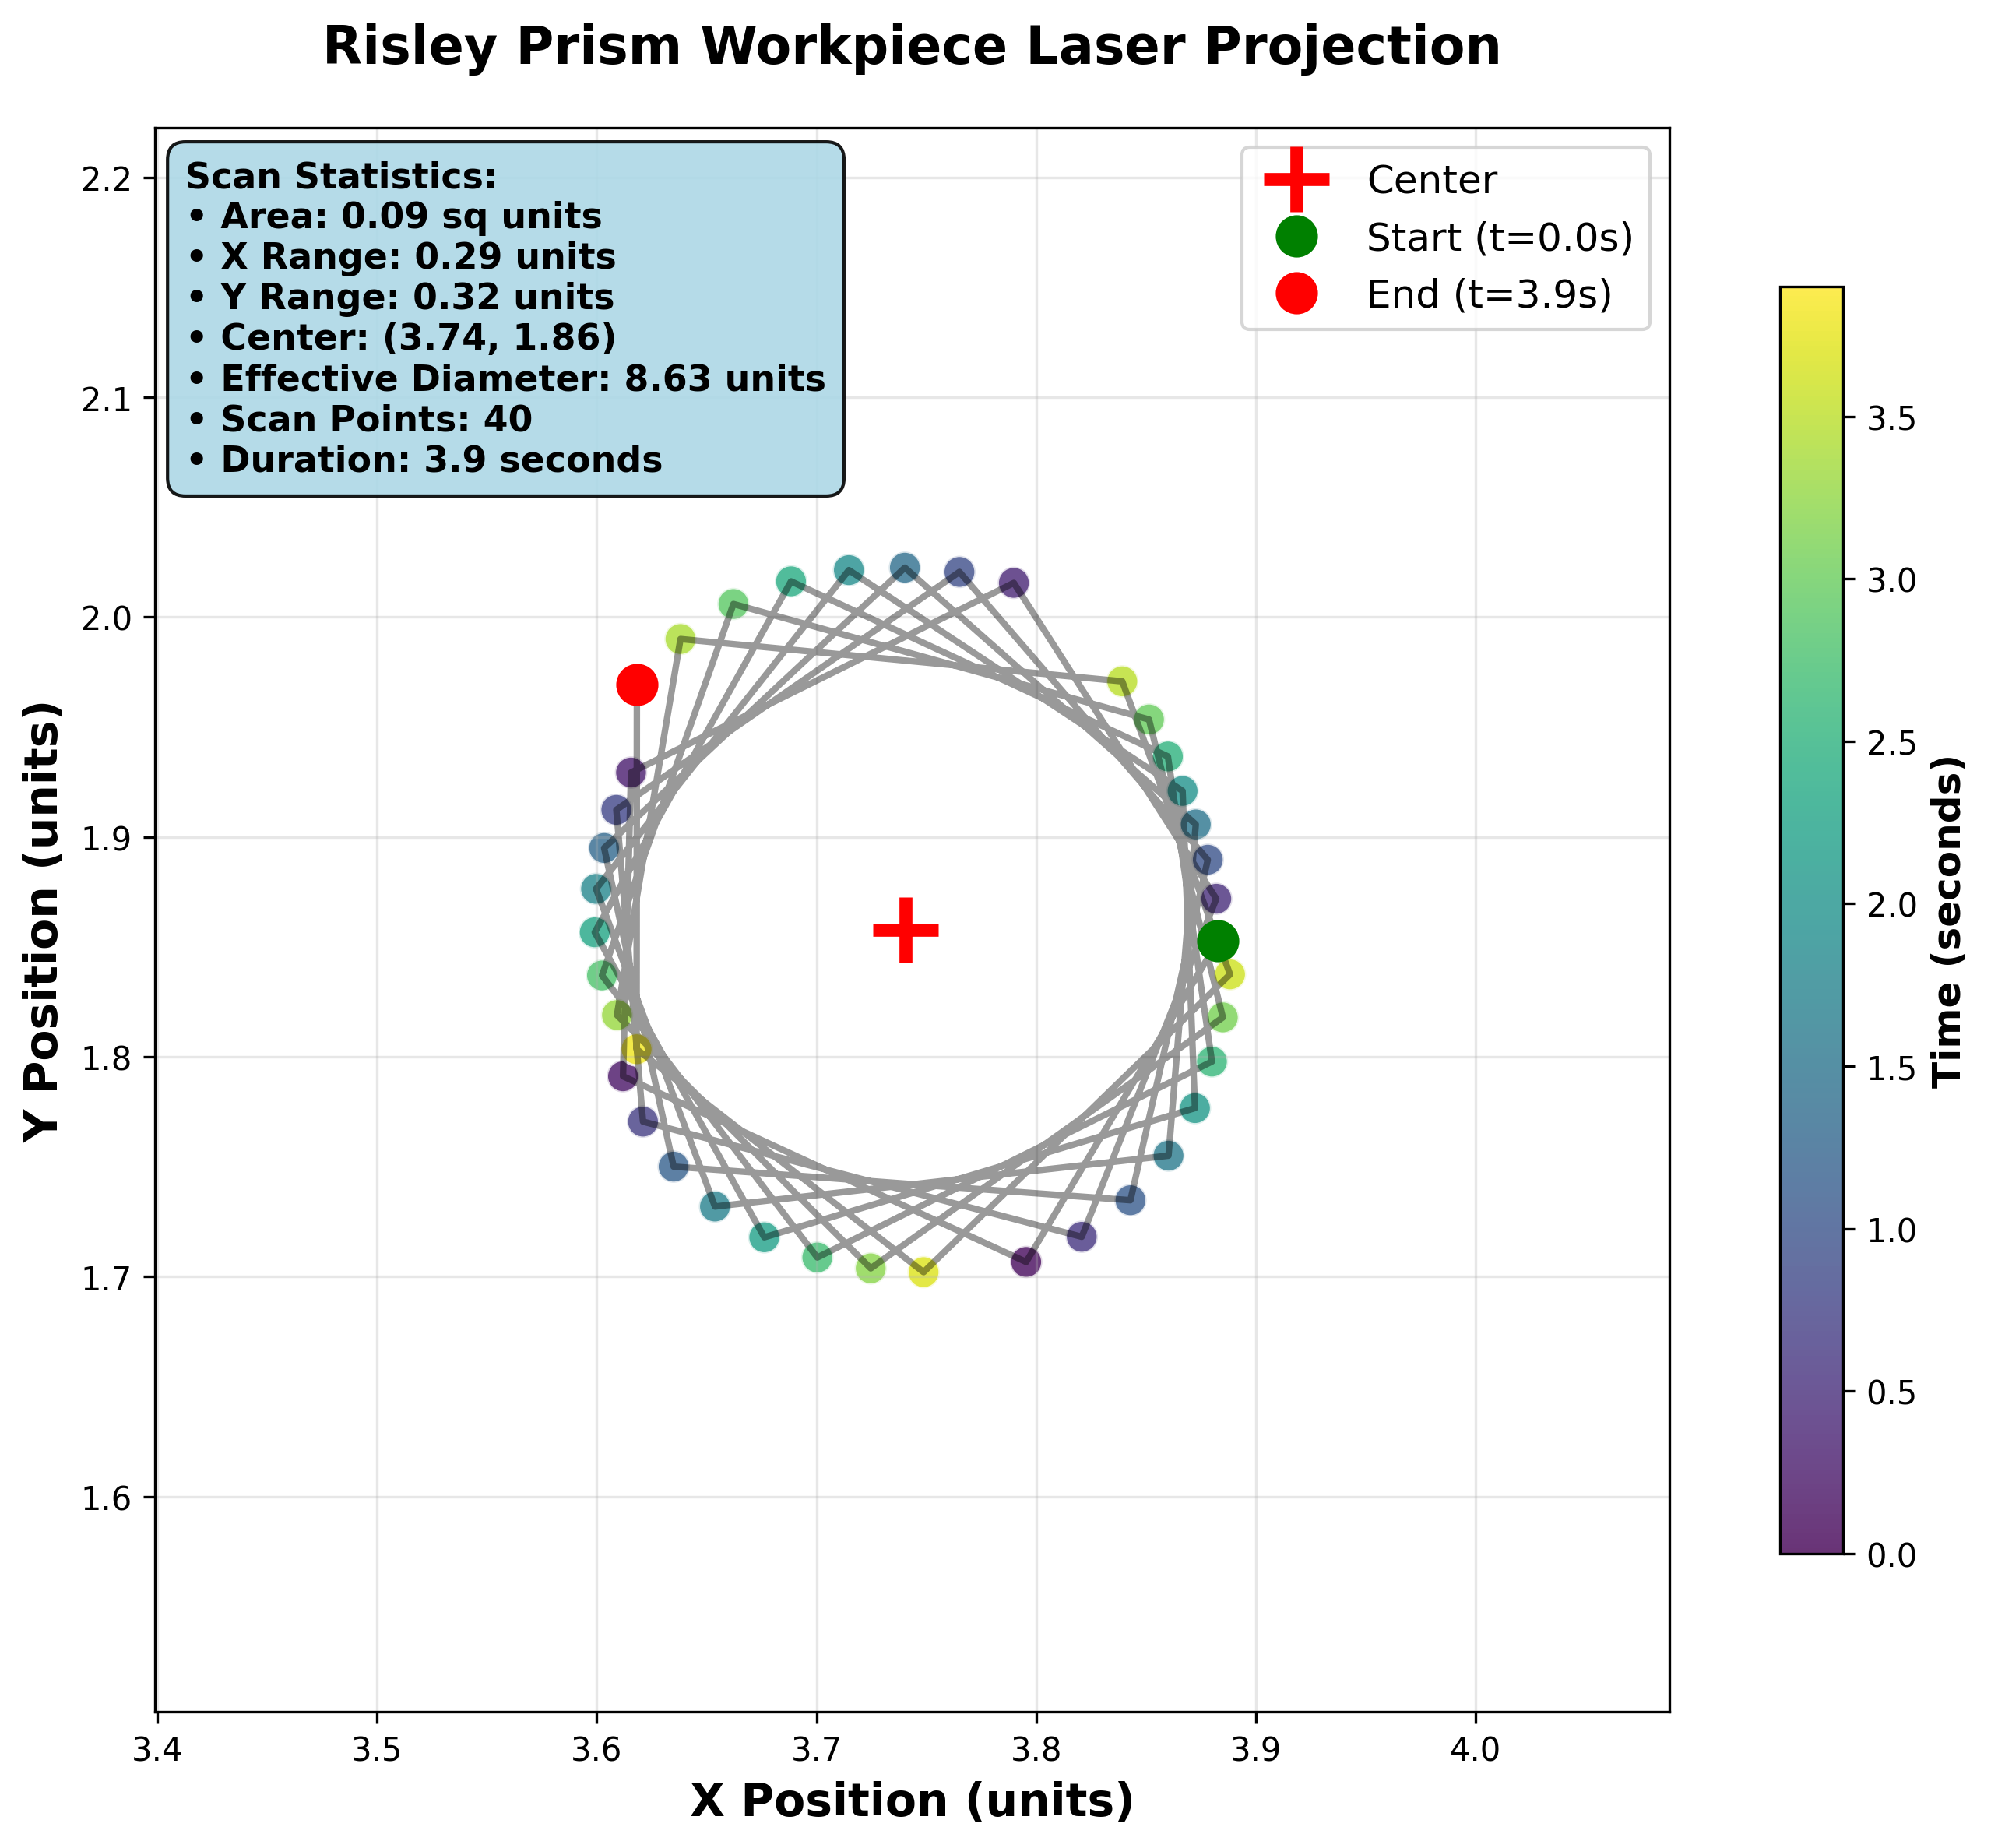 Risley Prism Workpiece Laser Projection
Scan Statistics:
• Area: 0.09 sq units
• X Range: 0.29 units
• Y Range: 0.32 units
• Center: (3.74, 1.86)
• Effective Diameter: 8.63 units
• Scan Points: 40
• Duration: 3.9 seconds
Center
Start (t=0.0s)
End (t=3.9s)
2.2
2.1
2.0
1.9
1.8
1.7
1.6
Y Position (units)
3.4 3.5 3.6 3.7 3.8 3.9 4.0
X Position (units)
3.5
3.0
2.5
2.0
1.5
1.0
0.5
0.0
Time (seconds)